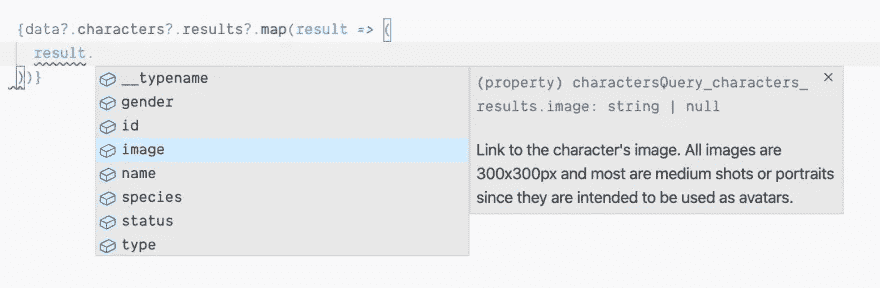 {data?.characters?.results?.map(result => (
result.
))}
__typename
gender
id
image
name
species
status
type
(property) charactersQuery_characters_
results.image: string | null
Link to the character's image. All images are
300x300px and most are medium shots or portraits
since they are intended to be used as avatars.